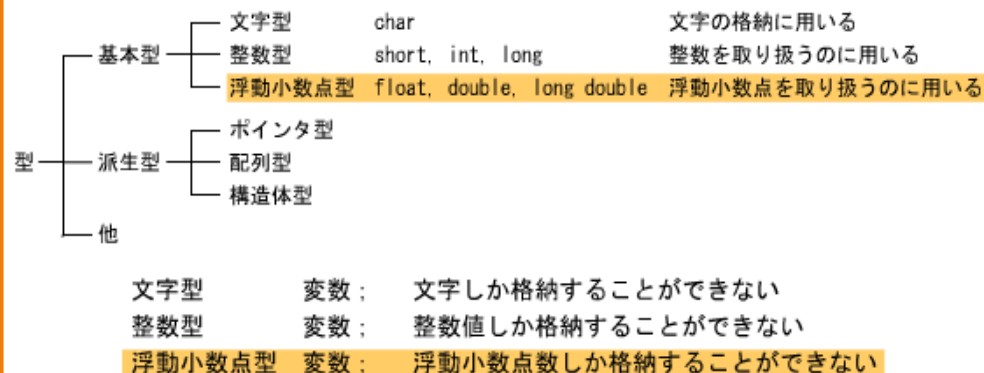 文字型 char 文字の格納に用いる
基本型 整数型 short, int, long 整数を取り扱うのに用いる
浮動小数点型 float, double, long double 浮動小数点を取り扱うのに用いる
ポインタ型
型 派生型 配列型
構造体型
他
文字型 変数; 文字しか格納することができない
整数型 変数; 整数値しか格納することができない
浮動小数点型 変数; 浮動小数点数しか格納することができない